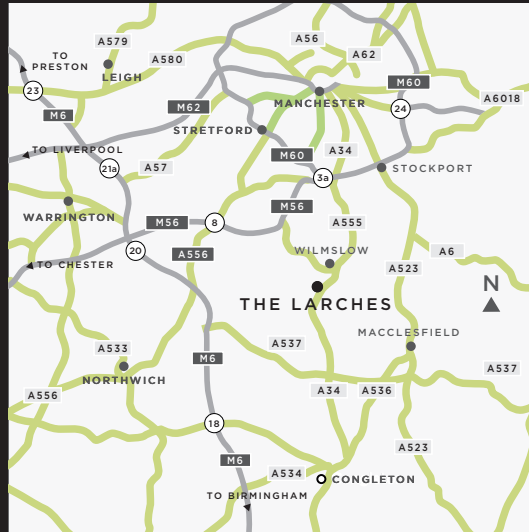 A579
A56
TO
PRESTON
A580
A62
LEIGH
23
M60
A6018
M62
MANCHESTER
24
M6
STRETFORD
TO LIVERPOOL
A34
M60
21a
A57
STOCKPORT
3a
M56
WARRINGTON
M56
8
A555
20
A556
WILMSLOW
A6
TO CHESTER
A523
N
THE LARCHES
MACCLESFIELD
A533
A537
M6
A537
NORTHWICH
A556
A34
A536
18
A523
M6
A534
CONGLETON
TO BIRMINGHAM